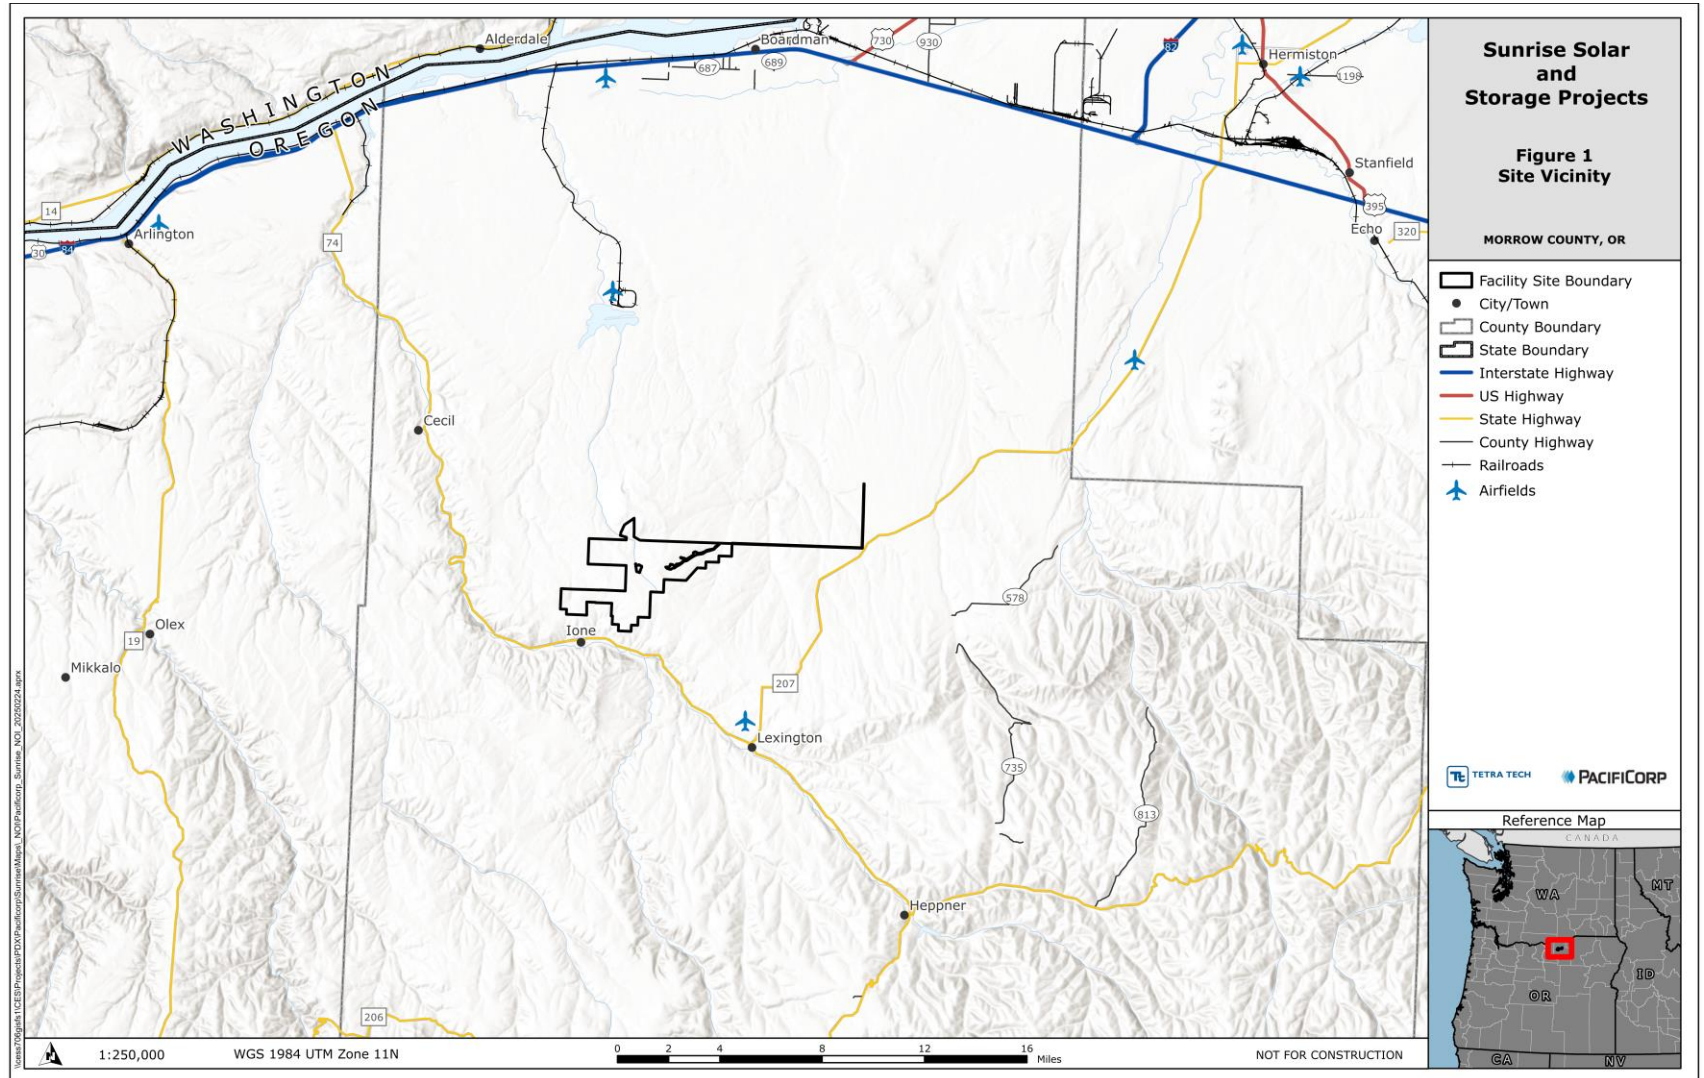 Sunrise Solar
and
Storage Projects
Figure 1
Site Vicinity
MORROW COUNTY, OR
Facility Site Boundary
City/Town
County Boundary
State Boundary
Interstate Highway
US Highway
State Highway
County Highway
Railroads
Airfields
TETRA TECH
PACIFICORP
Reference Map
CANADA
WA
MT
OR
ID
CA
NV
WASHINGTON
OREGON
Alderdale
Boardman
730
930
687
689
82
Hermiston
1198
Stanfield
395
Echo
320
14
30
84
Arlington
74
Cecil
Olex
19
Mikkalo
Ione
578
207
Lexington
735
813
Heppner
206
1:250,000
WGS 1984 UTM Zone 11N
0 2 4 8 12 16
Miles
NOT FOR CONSTRUCTION